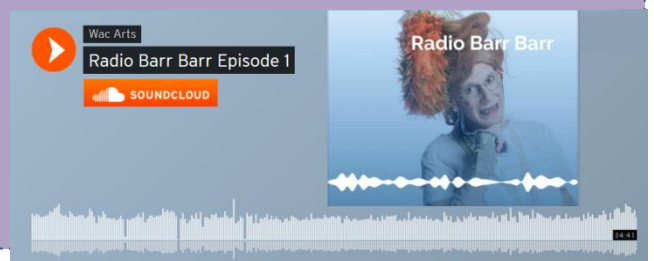 Wac Arts
Radio Barr Barr Episode 1
SOUNDCLOUD
Radio Barr Barr
34:41